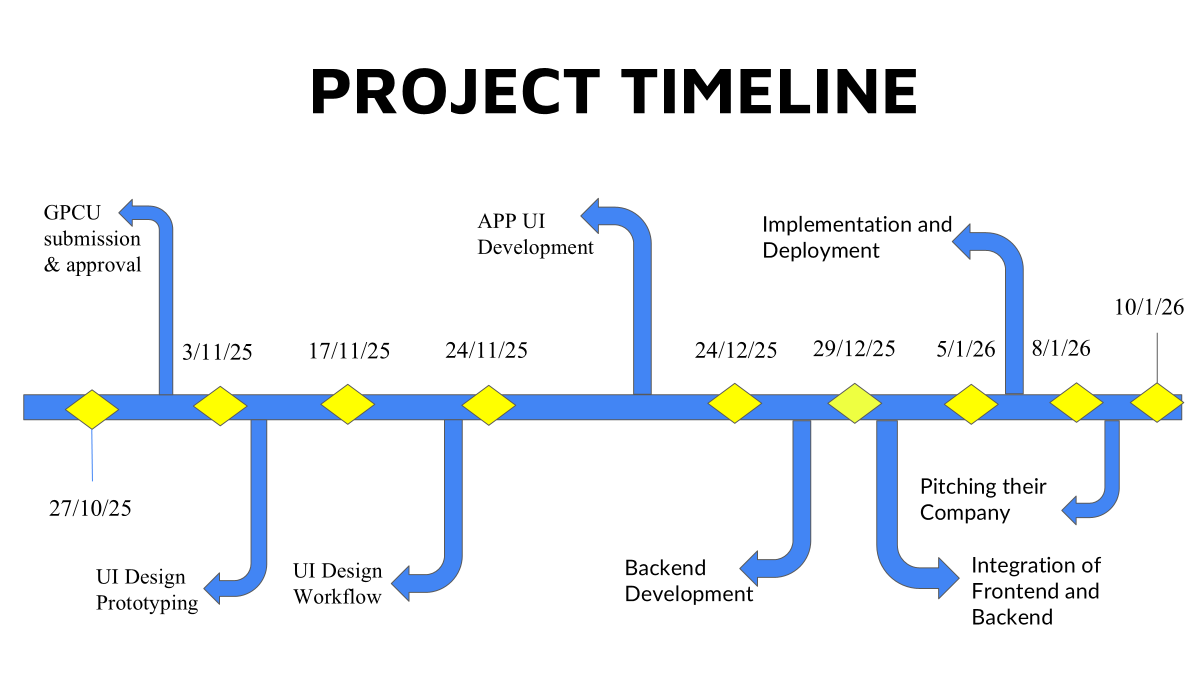 PROJECT TIMELINE
GPCU
submission
& approval
APP UI
Development
Implementation and
Deployment
10/1/26
3/11/25
17/11/25
24/11/25
24/12/25
29/12/25
5/1/26
8/1/26
27/10/25
Pitching their
Company
UI Design
Prototyping
UI Design
Workflow
Backend
Development
Integration of
Frontend and
Backend